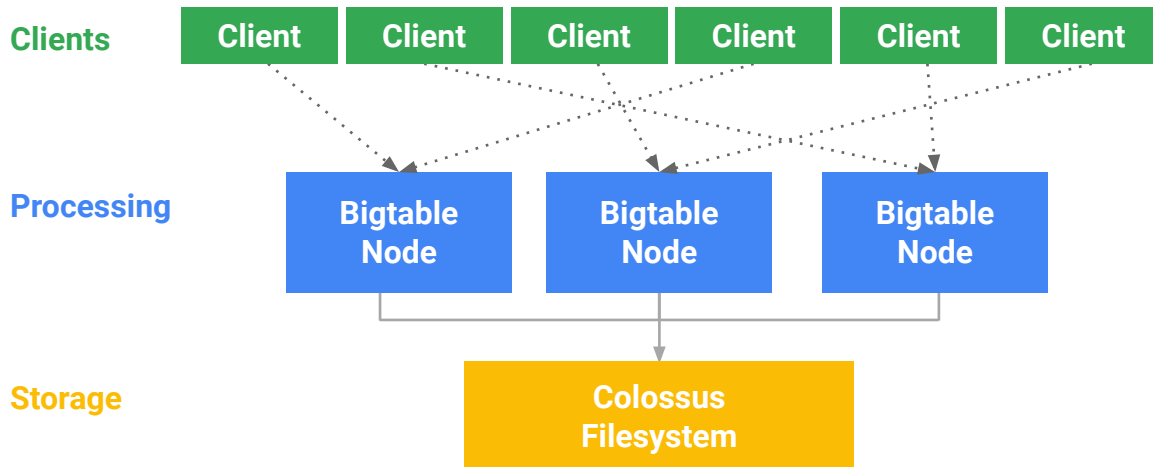 Clients
Client
Client
Client
Client
Client
Client
Processing
Bigtable
Node
Bigtable
Node
Bigtable
Node
Storage
Colossus
Filesystem